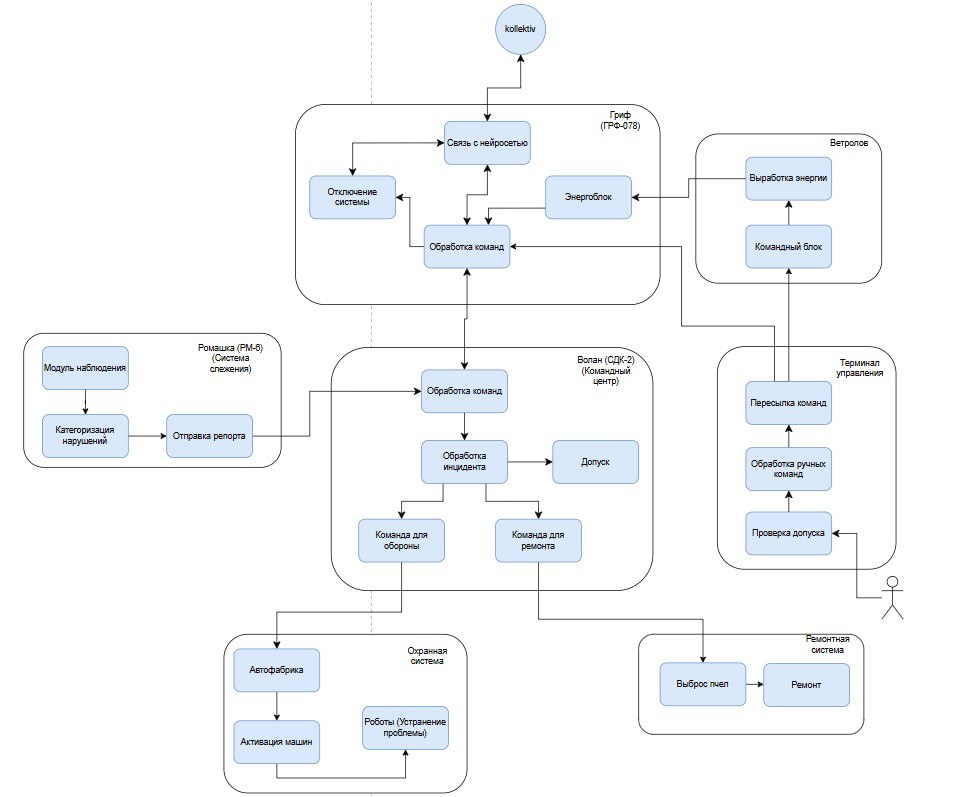 kollektiv
Гриф
(ГРФ-078)
Связь с нейросетью
Отключение
системы
Энергоблок
Обработка команд
Ветролов
Выработка энергии
Командный блок
Ромашка (РМ-6)
(Система
слежения)
Модуль наблюдения
Категоризация
нарушений
Отправка репорта
Волан (СДК-2)
(Командный
центр)
Обработка команд
Обработка
инцидента
Допуск
Команда для
обороны
Команда для
ремонта
Терминал
управления
Пересылка команд
Обработка ручных
команд
Проверка допуска
Охранная
система
Автофабрика
Активация машин
Роботы (Устранение
проблемы)
Ремонтная
система
Выброс пчел
Ремонт